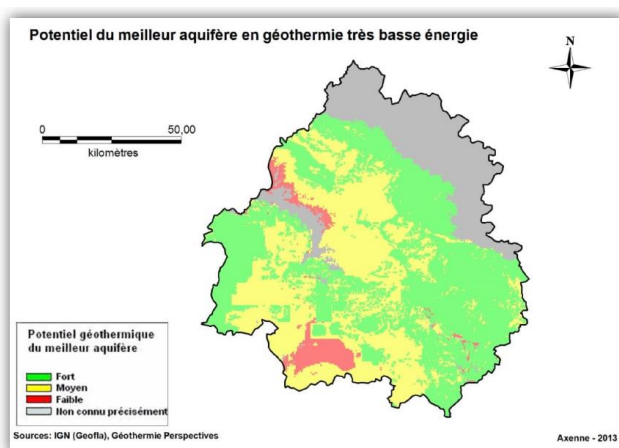 Potentiel du meilleur aquifère en géothermie très basse énergie
N
0 50,00
kilomètres
Potentiel géothermique
du meilleur aquifère
Fort
Moyen
Faible
Non connu précisément
Sources: IGN (Geofla), Géothermie Perspectives
Axenne - 2013